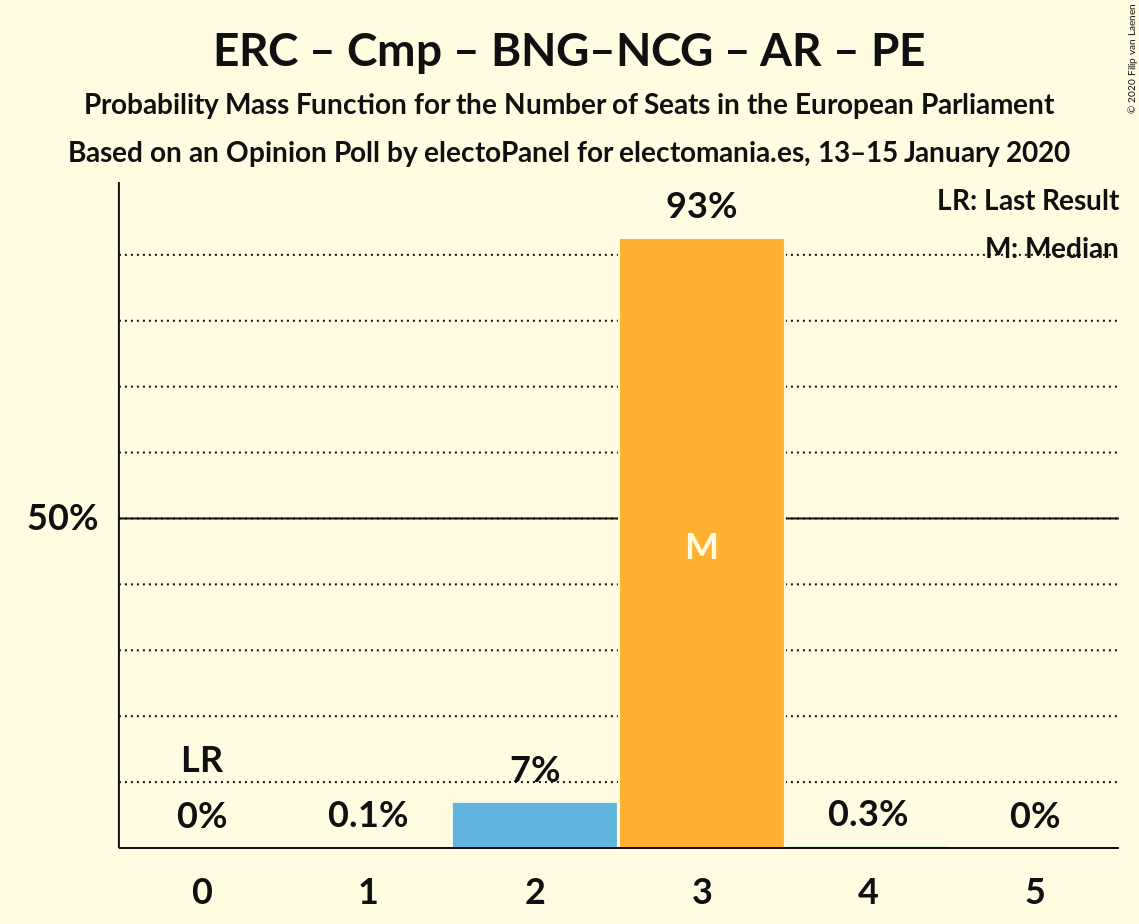 ERC – Cmp – BNG–NCG – AR – PE
Probability Mass Function for the Number of Seats in the European Parliament
Based on an Opinion Poll by electoPanel for electomania.es, 13–15 January 2020
© 2020 Filip van Laenen
LR: Last Result
M: Median
93%
50%
M
LR
7%
0%
0.1%
0.3%
0%
0 1 2 3 4 5